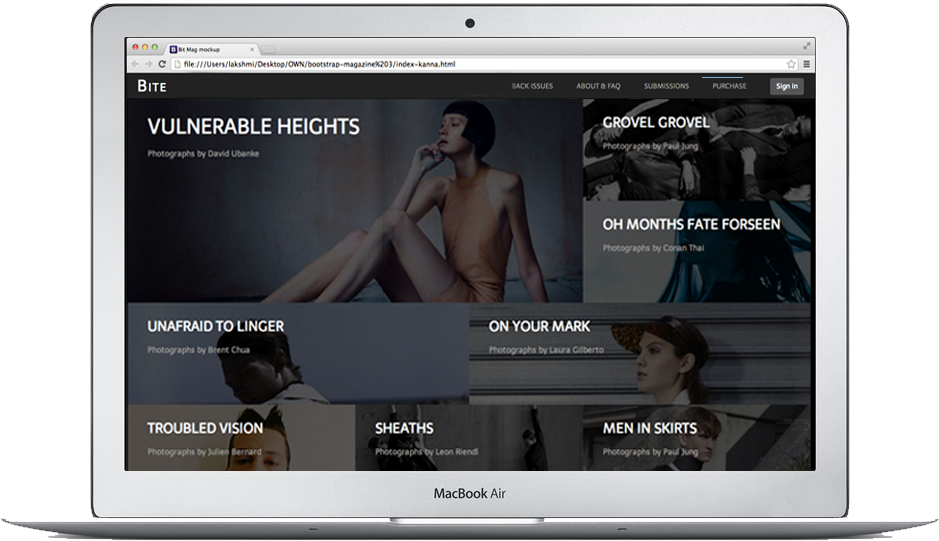 Bit Mag mockup
file:///Users/lakshmi/Desktop/OWN/bootstrap-magazine%203/index-kanna.html
BITE
BACK ISSUES
ABOUT & FAQ
SUBMISSIONS
PURCHASE
Sign in
VULNERABLE HEIGHTS
Photographs by David Ubanke
GROVEL GROVEL
Photographs by Paul Jung
OH MONTHS FATE FORSEEN
Photographs by Conan Thai
UNAFRAID TO LINGER
Photographs by Brent Chua
ON YOUR MARK
Photographs by Laura Gilberto
TROUBLED VISION
Photographs by Julien Bernard
SHEATHS
Photographs by Leon Riendl
MEN IN SKIRTS
Photographs by Paul Jung
MacBook Air